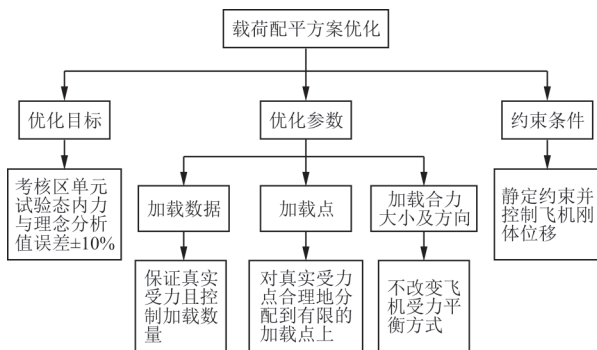 载荷配平方案优化
优化目标
优化参数
约束条件
考核区单元
试验态内力
与理念分析
值误差±10%
加载数据
加载点
加载合力
大小及方向
静定约束并
控制飞机刚
体位移
保证真实
受力且控
制加载数
量
对真实受力
点合理地分
配到有限的
加载点上
不改变飞
机受力平
衡方式